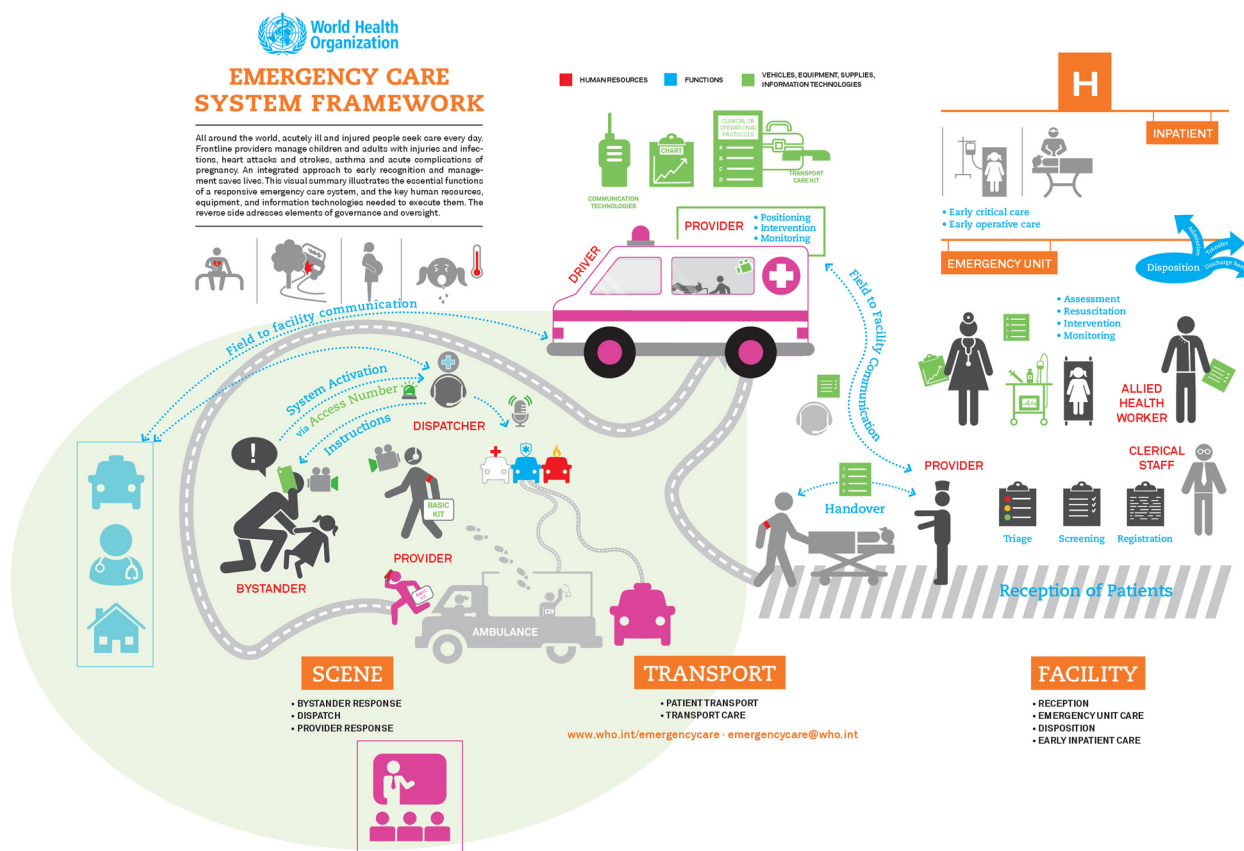 World Health
Organization
EMERGENCY CARE
SYSTEM FRAMEWORK
All around the world, acutely ill and injured people seek care every day.
Frontline providers manage children and adults with injuries and infec-
tions, heart attacks and strokes, asthma and acute complications of
pregnancy. An integrated approach to early recognition and manage-
ment saves lives. This visual summary illustrates the essential functions
of a responsive emergency care system, and the key human resources,
equipment, and information technologies needed to execute them. The
reverse side adresses elements of governance and oversight.
HUMAN RESOURCES
FUNCTIONS
VEHICLES, EQUIPMENT, SUPPLIES,
INFORMATION TECHNOLOGIES
COMMUNICATION
TECHNOLOGIES
CHART
CLINICAL OR
OPERATIONAL
PROTOCOLS
A
B
C
D
TRANSPORT
CARE KIT
PROVIDER
• Positioning
• Intervention
• Monitoring
DRIVER
H
INPATIENT
• Early critical care
• Early operative care
EMERGENCY UNIT
Disposition
Admission
Transfer
Discharge home
• Assessment
• Resuscitation
• Intervention
• Monitoring
ALLIED
HEALTH
WORKER
CLERICAL
STAFF
Field to facility communication
System Activation
via Access Number
Instructions
DISPATCHER
!
BYSTANDER
BASIC
KIT
PROVIDER
AMBULANCE
Field to Facility Communication
Handover
PROVIDER
Triage
Screening
Registration
Reception of Patients
SCENE
• BYSTANDER RESPONSE
• DISPATCH
• PROVIDER RESPONSE
TRANSPORT
• PATIENT TRANSPORT
• TRANSPORT CARE
www.who.int/emergencycare · emergencycare@who.int
FACILITY
• RECEPTION
• EMERGENCY UNIT CARE
• DISPOSITION
• EARLY INPATIENT CARE